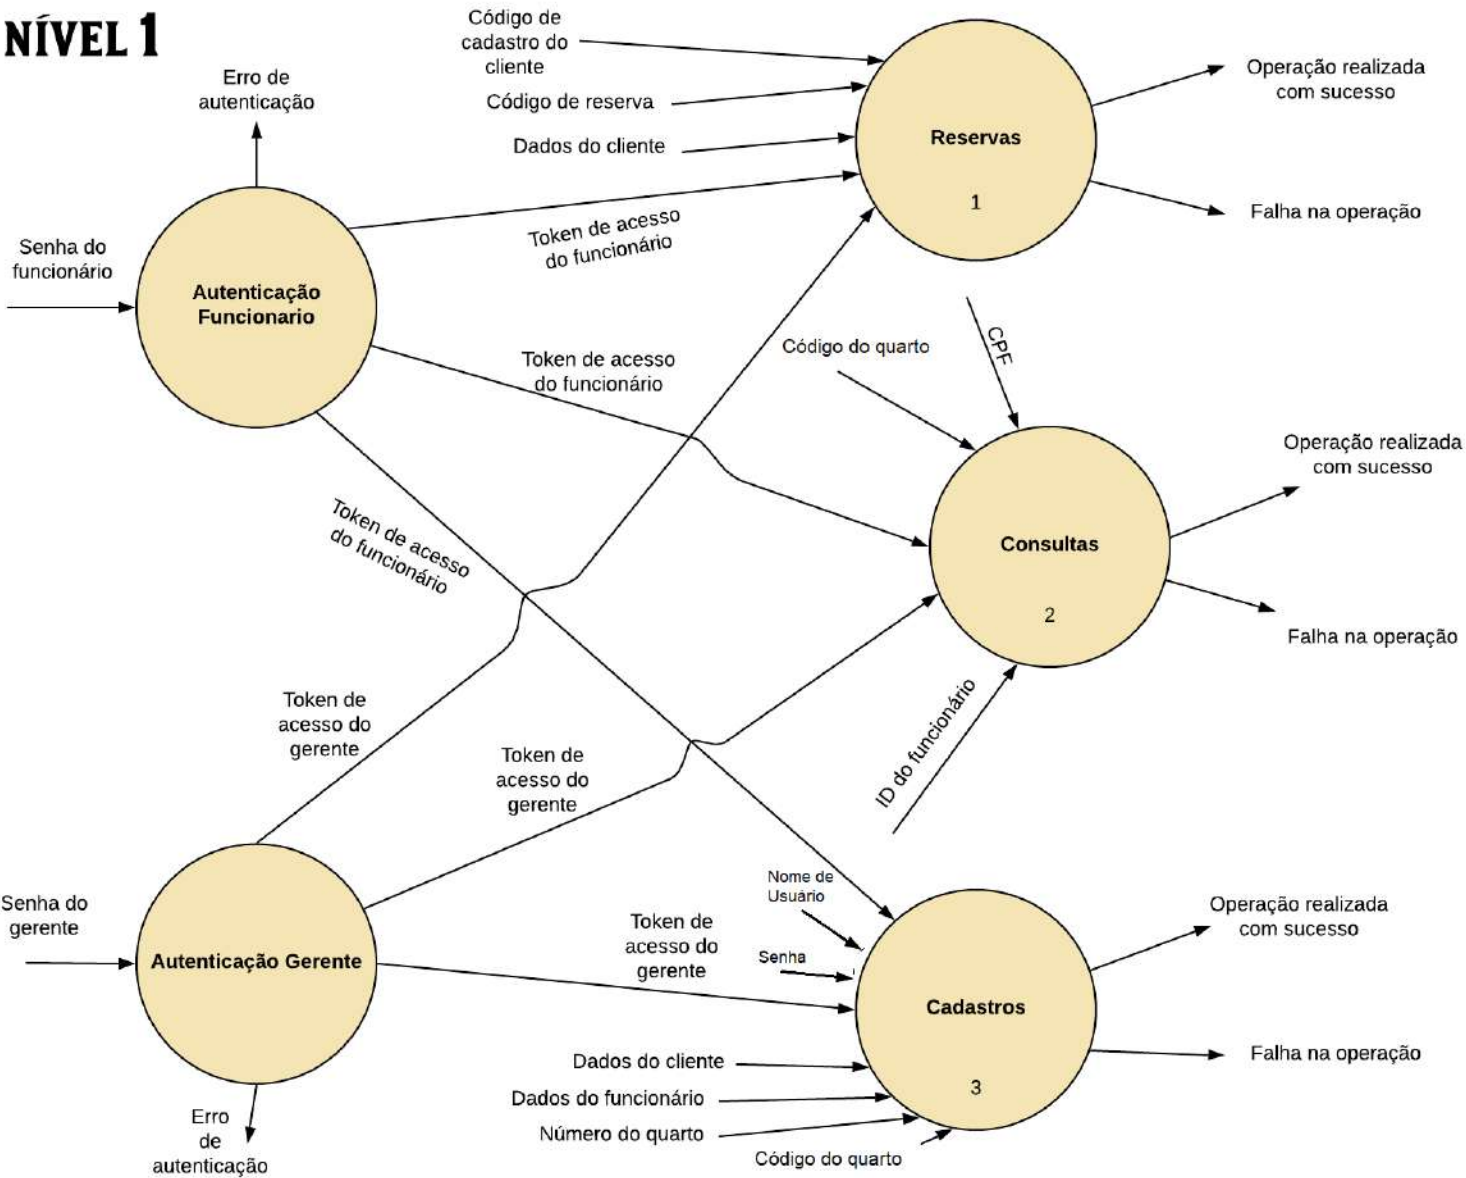 NÍVEL 1
Código de
cadastro do
cliente
Código de reserva
Dados do cliente
Reservas
1
Operação realizada
com sucesso
Falha na operação
Erro de
autenticação
Senha do
funcionário
Autenticação
Funcionario
Token de acesso
do funcionário
Token de acesso
do funcionário
Token de acesso
do funcionário
Código do quarto
CPF
Consultas
2
Operação realizada
com sucesso
Falha na operação
ID do funcionário
Token de
acesso do
gerente
Token de
acesso do
gerente
Token de
acesso do
gerente
Senha do
gerente
Autenticação Gerente
Erro
de
autenticação
Nome de
Usuário
Senha
Cadastros
3
Dados do cliente
Dados do funcionário
Número do quarto
Código do quarto
Operação realizada
com sucesso
Falha na operação